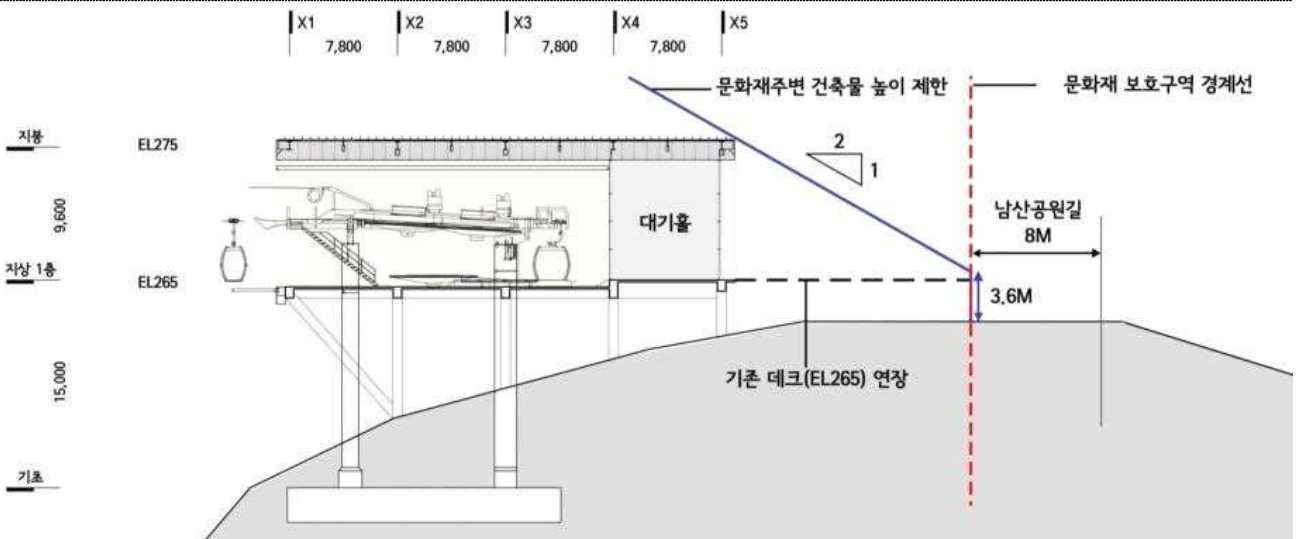 X1 X2 X3 X4 X5
7,800 7,800 7,800 7,800
문화재주변 건축물 높이 제한
문화재 보호구역 경계선
지붕 EL275
2
1
9,600
대기홀
남산공원길
8M
지상 1층 EL265
3.6M
기존 데크(EL265) 연장
15,000
기초